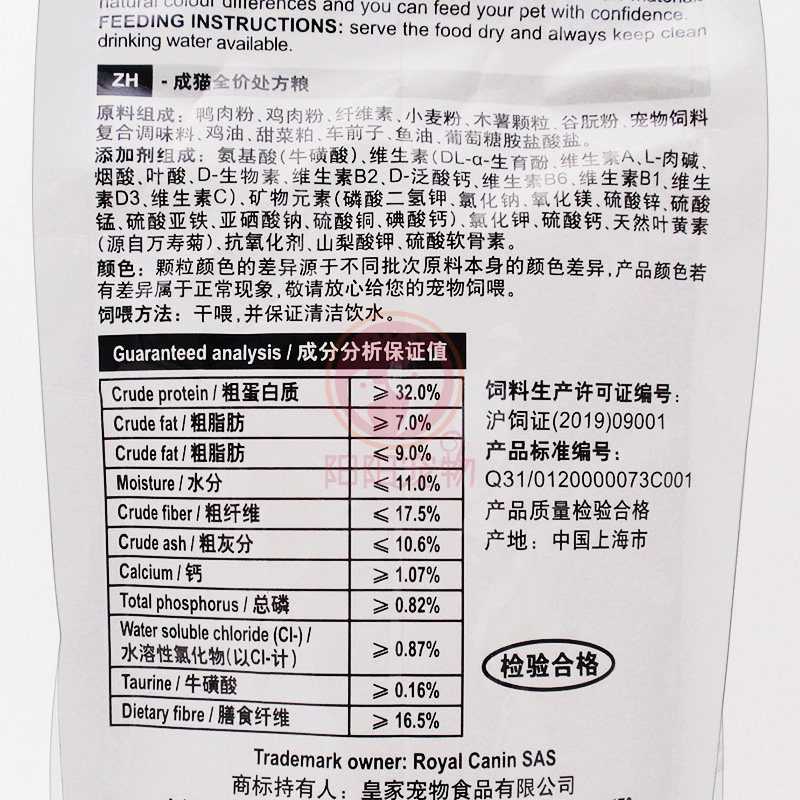 natural colour differences and you can feed your pet with confidence.
FEEDING INSTRUCTIONS: serve the food dry and always keep clean
drinking water available.
ZH - 成猫全价处方粮
原料组成：鸭肉粉、鸡肉粉、纤维素、小麦粉、木薯颗粒、谷朊粉、宠物饲料
复合调味料、鸡油、甜菜粕、车前子、鱼油、葡萄糖胺盐酸盐。
添加剂组成：氨基酸(牛磺酸)、维生素(DL-α-生育酚、维生素A、L-肉碱、
烟酸、叶酸、D-生物素、维生素B2、D-泛酸钙、维生素B6、维生素B1、维生
素D3、维生素C)、矿物元素(磷酸二氢钾、氯化钠、氧化镁、硫酸锌、硫酸
锰、硫酸亚铁、亚硒酸钠、硫酸铜、碘酸钙)、氯化钾、硫酸钙、天然叶黄素
(源自万寿菊)、抗氧化剂、山梨酸钾、硫酸软骨素。
颜色：颗粒颜色的差异源于不同批次原料本身的颜色差异，产品颜色若
有差异属于正常现象，敬请放心给您的宠物饲喂。
饲喂方法：干喂，并保证清洁饮水。
Guaranteed analysis / 成分分析保证值
Crude protein / 粗蛋白质 ⩾ 32.0%
Crude fat / 粗脂肪 ⩾ 7.0%
Crude fat / 粗脂肪 ⩽ 9.0%
Moisture / 水分 ⩽ 11.0%
Crude fiber / 粗纤维 ⩽ 17.5%
Crude ash / 粗灰分 ⩽ 10.6%
Calcium / 钙 ⩾ 1.07%
Total phosphorus / 总磷 ⩾ 0.82%
Water soluble chloride (Cl-) /
水溶性氯化物(以Cl-计) ⩾ 0.87%
Taurine / 牛磺酸 ⩾ 0.16%
Dietary fibre / 膳食纤维 ⩾ 16.5%
饲料生产许可证编号：
沪饲证(2019)09001
产品标准编号：
Q31/0120000073C001
产品质量检验合格
产地：中国上海市
检验合格
阳阳宠物
Trademark owner: Royal Canin SAS
商标持有人：皇家宠物食品有限公司